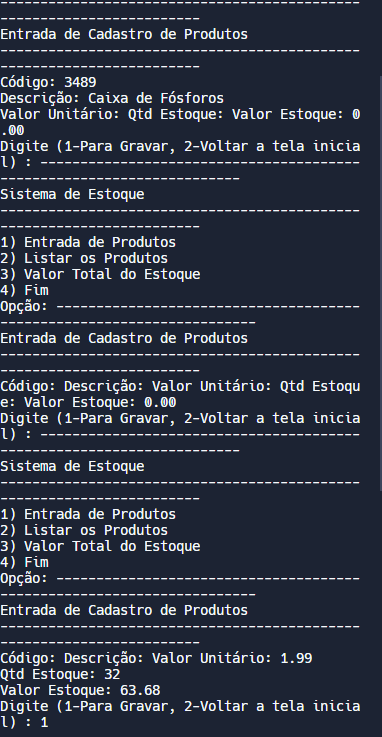 ---------------------------------------------
-------------------------
Entrada de Cadastro de Produtos
---------------------------------------------
-------------------------
Código: 3489
Descrição: Caixa de Fósforos
Valor Unitário: Qtd Estoque: Valor Estoque: 0
.00
Digite (1-Para Gravar, 2-Voltar a tela inicia
l) : ----------------------------------------
------------------------------
Sistema de Estoque
---------------------------------------------
-------------------------
1) Entrada de Produtos
2) Listar os Produtos
3) Valor Total do Estoque
4) Fim
Opção: --------------------------------------
--------------------------------
Entrada de Cadastro de Produtos
---------------------------------------------
-------------------------
Código: Descrição: Valor Unitário: Qtd Estoqu
e: Valor Estoque: 0.00
Digite (1-Para Gravar, 2-Voltar a tela inicia
l) : ----------------------------------------
------------------------------
Sistema de Estoque
---------------------------------------------
-------------------------
1) Entrada de Produtos
2) Listar os Produtos
3) Valor Total do Estoque
4) Fim
Opção: --------------------------------------
--------------------------------
Entrada de Cadastro de Produtos
---------------------------------------------
-------------------------
Código: Descrição: Valor Unitário: 1.99
Qtd Estoque: 32
Valor Estoque: 63.68
Digite (1-Para Gravar, 2-Voltar a tela inicia
l) : 1